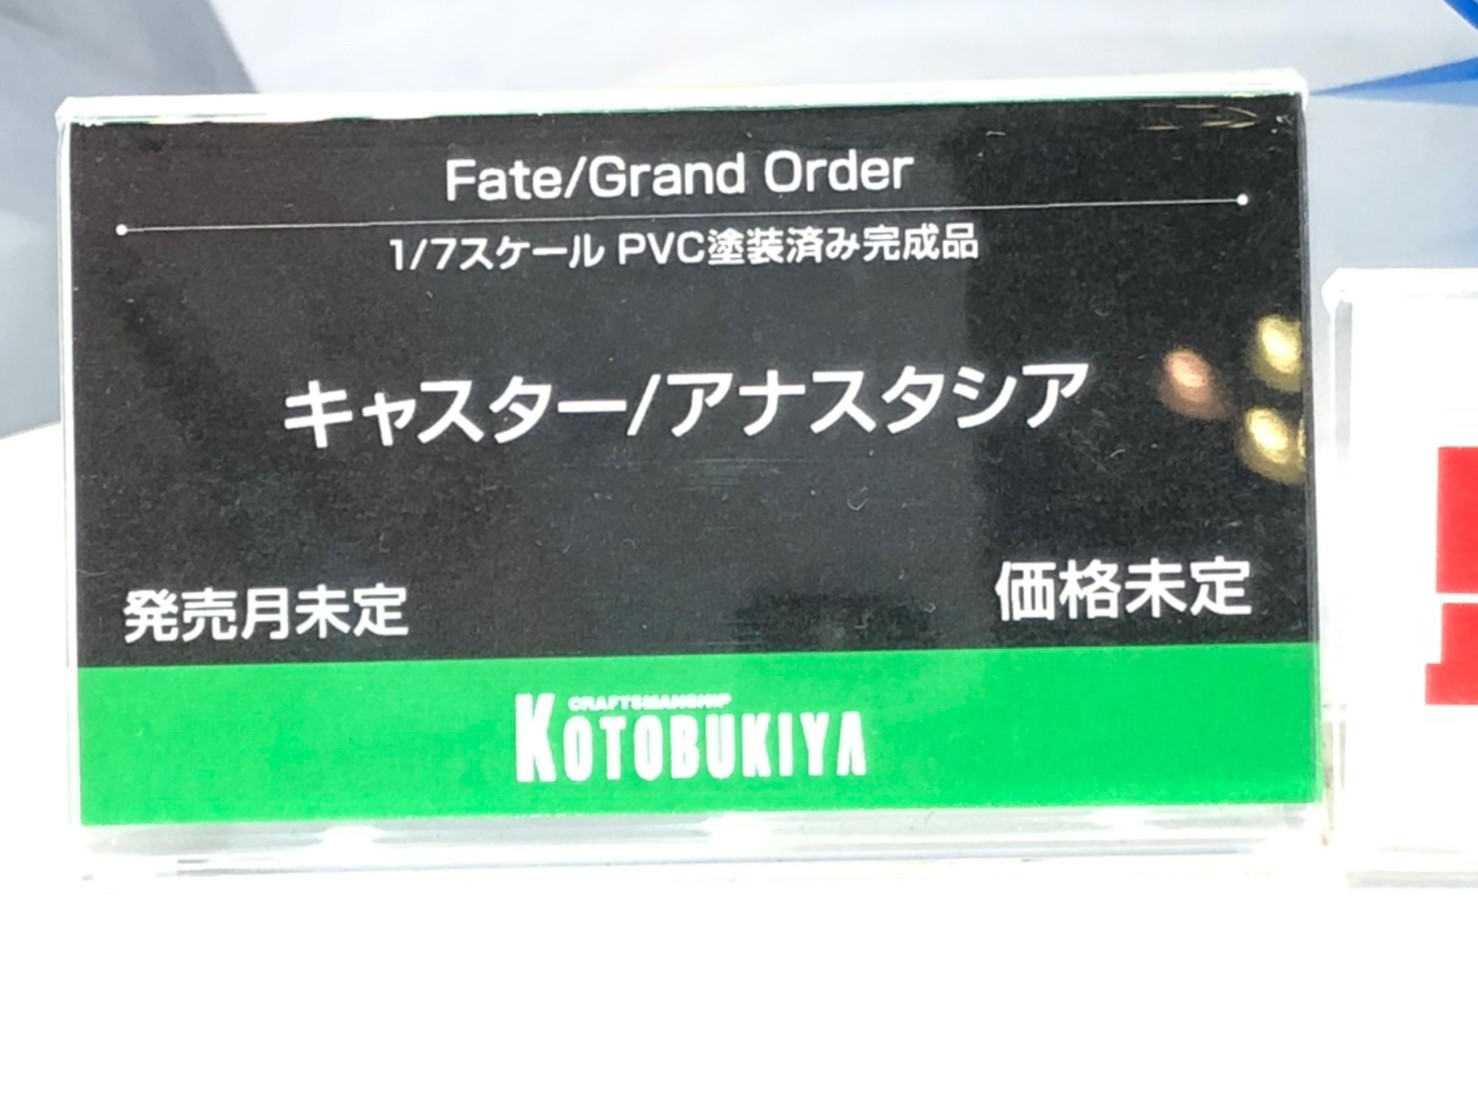 Fate/Grand Order
1/7スケール PVC塗装済み完成品
キャスター/アナスタシア
発売月未定
価格未定
CRAFTSMANSHIP
KOTOBUKIYA